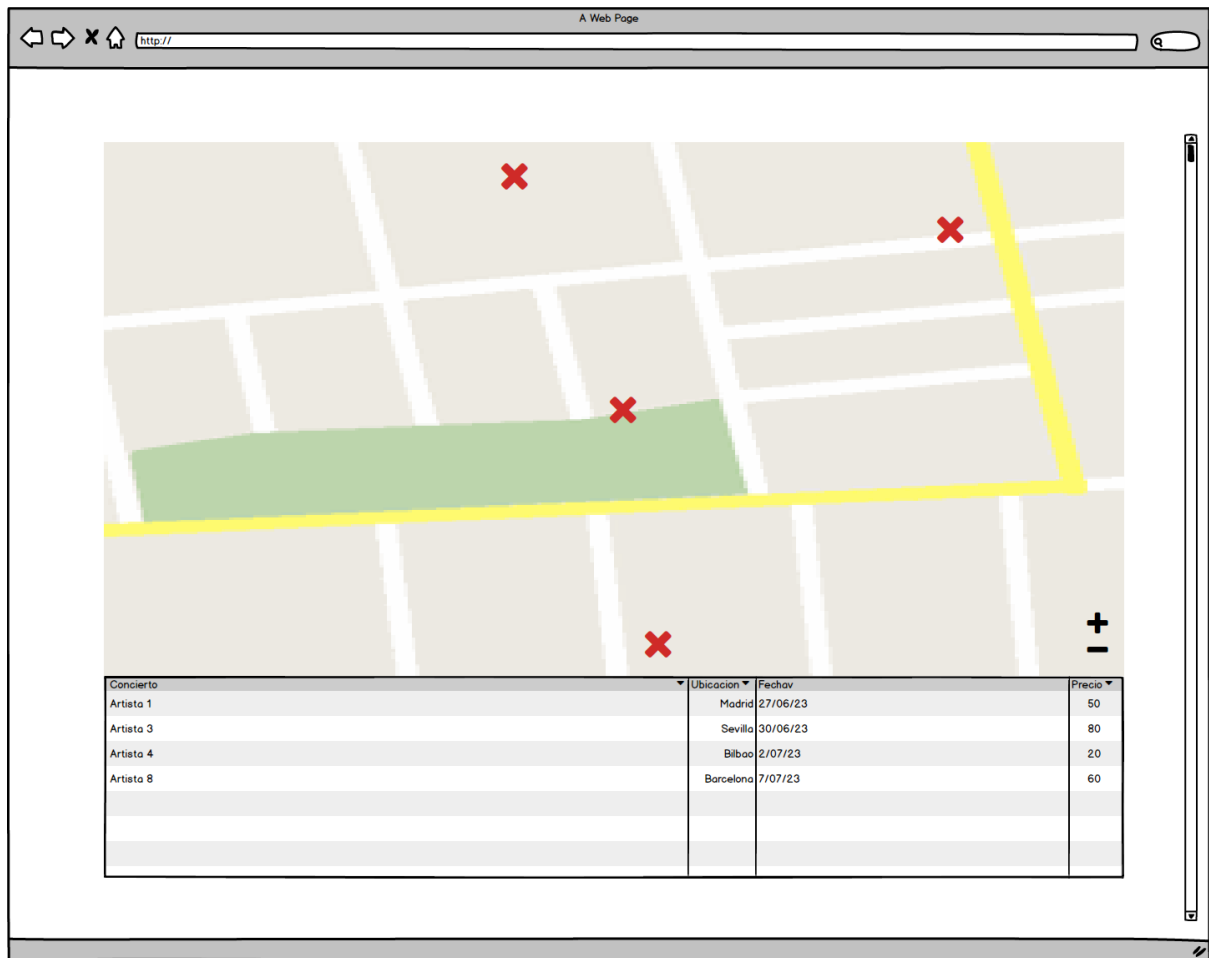 A Web Page
http://
Concierto Ubicacion Fechav Precio
Artista 1 Madrid 27/06/23 50
Artista 3 Sevilla 30/06/23 80
Artista 4 Bilbao 2/07/23 20
Artista 8 Barcelona 7/07/23 60